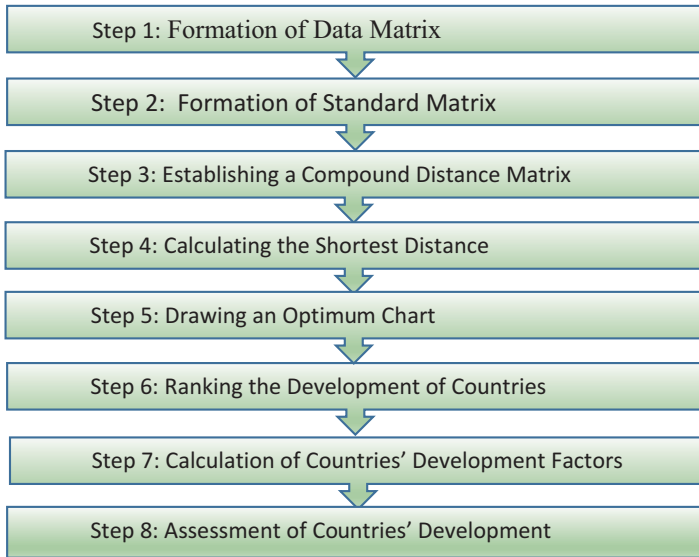 Step 1: Formation of Data Matrix
Step 2: Formation of Standard Matrix
Step 3: Establishing a Compound Distance Matrix
Step 4: Calculating the Shortest Distance
Step 5: Drawing an Optimum Chart
Step 6: Ranking the Development of Countries
Step 7: Calculation of Countries’ Development Factors
Step 8: Assessment of Countries’ Development